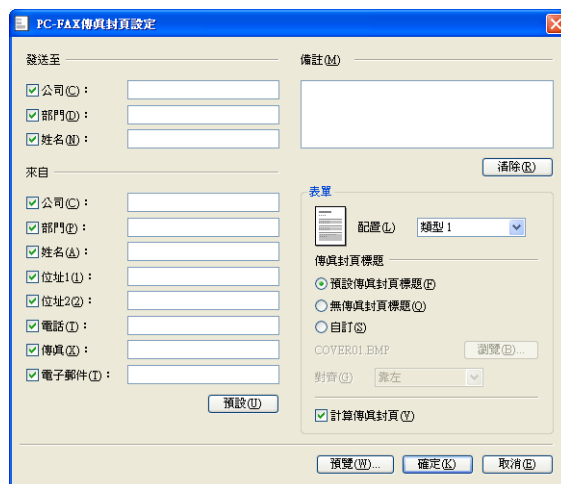 PC-FAX傳真封頁設定
發送至
公司(C)：
部門(D)：
姓名(N)：
來自
公司(C)：
部門(P)：
姓名(A)：
位址1(1)：
位址2(2)：
電話(T)：
傳真(X)：
電子郵件(I)：
預設(U)
備註(M)
清除(R)
表單
配置(L)
類型 1
傳真封頁標題
預設傳真封頁標題(F)
無傳真封頁標題(O)
自訂(S)
COVER01.BMP
瀏覽(B)...
對齊(G)
靠左
計算傳真封頁(Y)
預覽(W)...
確定(K)
取消(E)